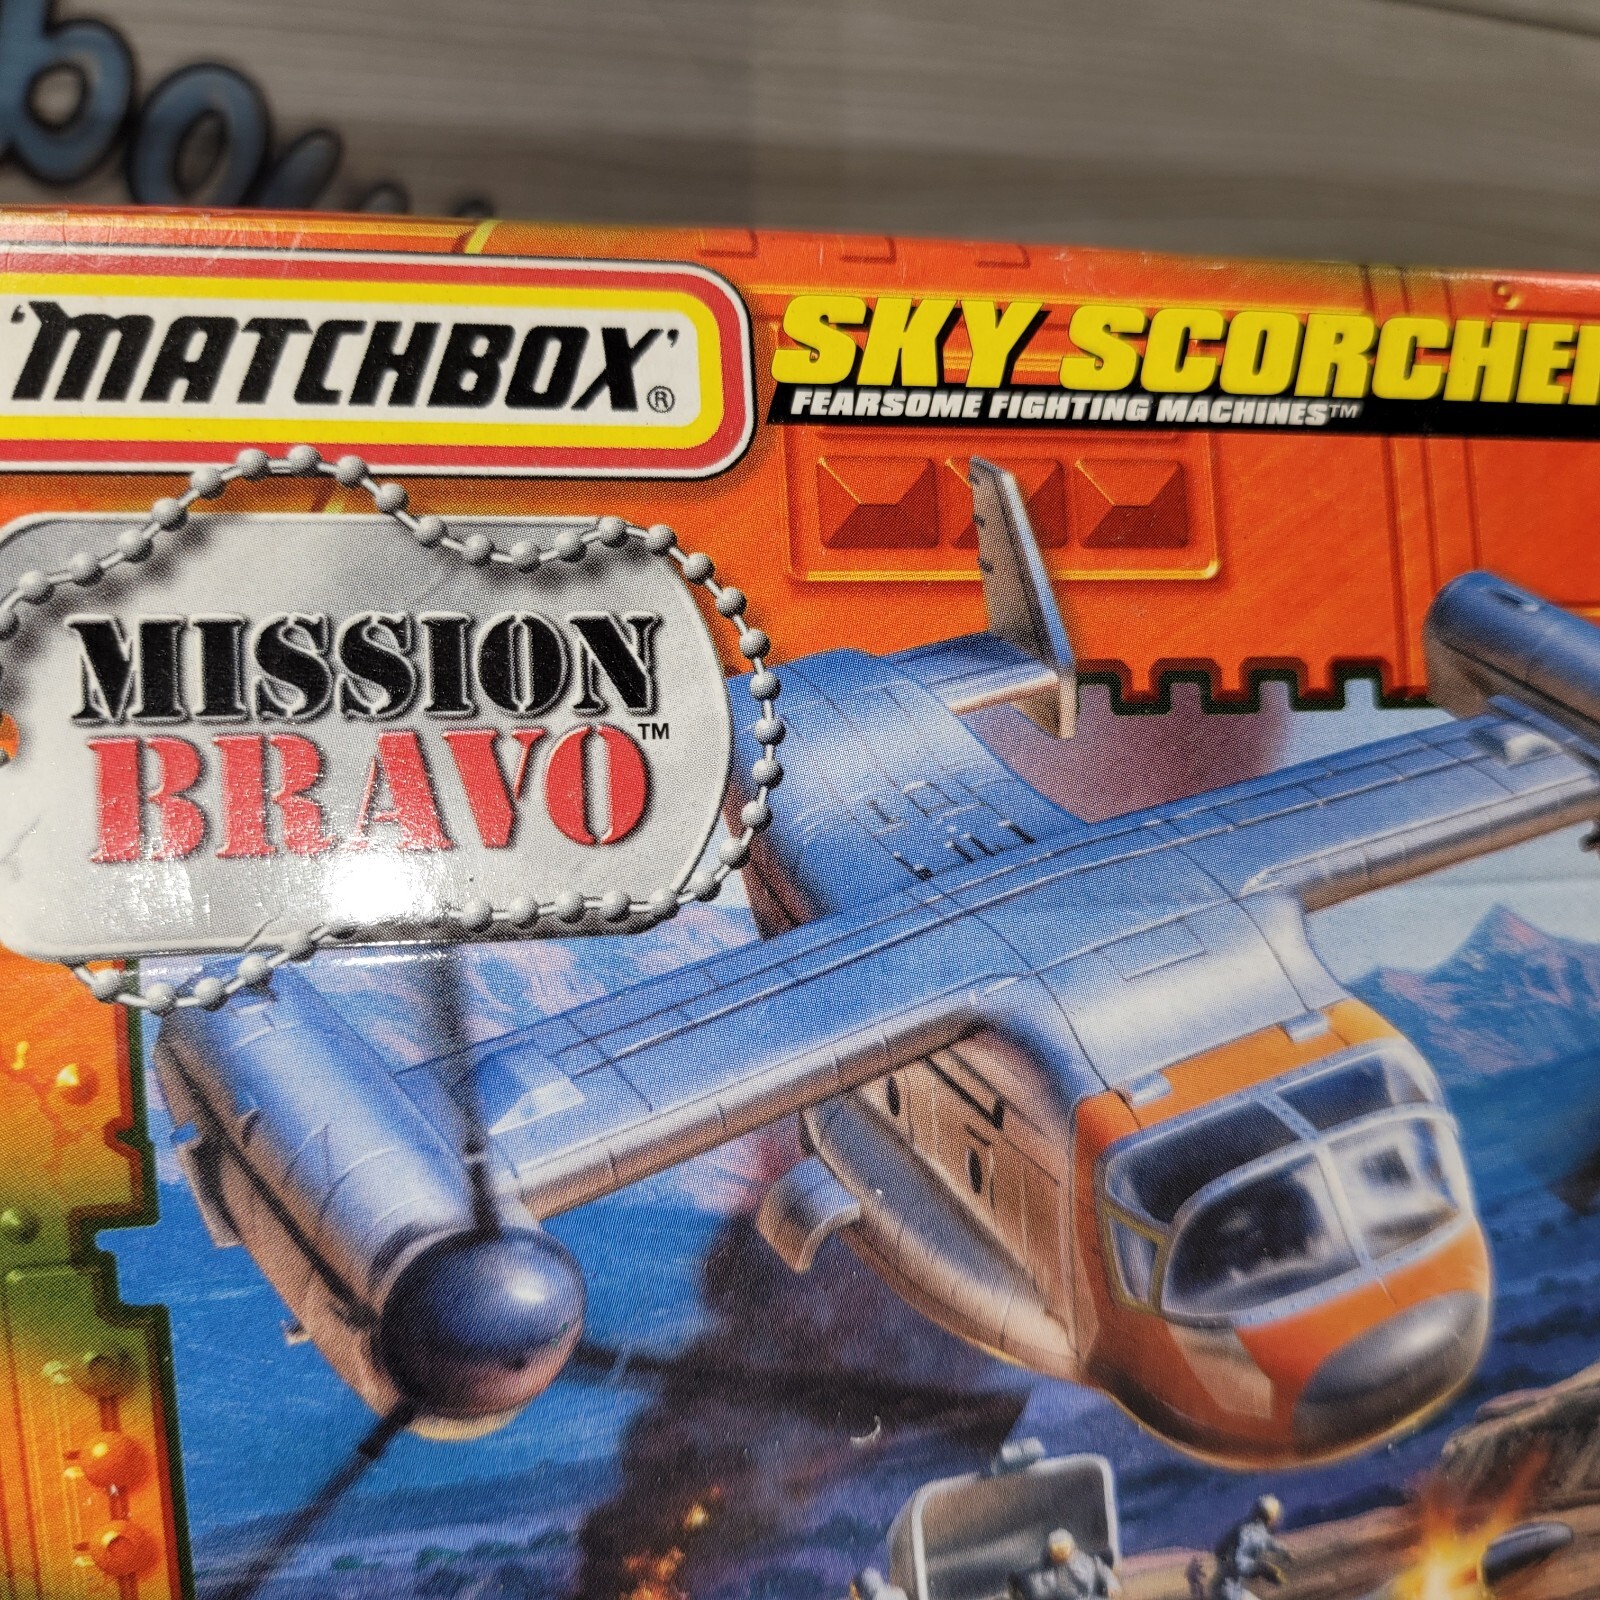 'MATCHBOX'®
SKY SCORCHER
FEARSOME FIGHTING MACHINES™
MISSION
BRAVO™